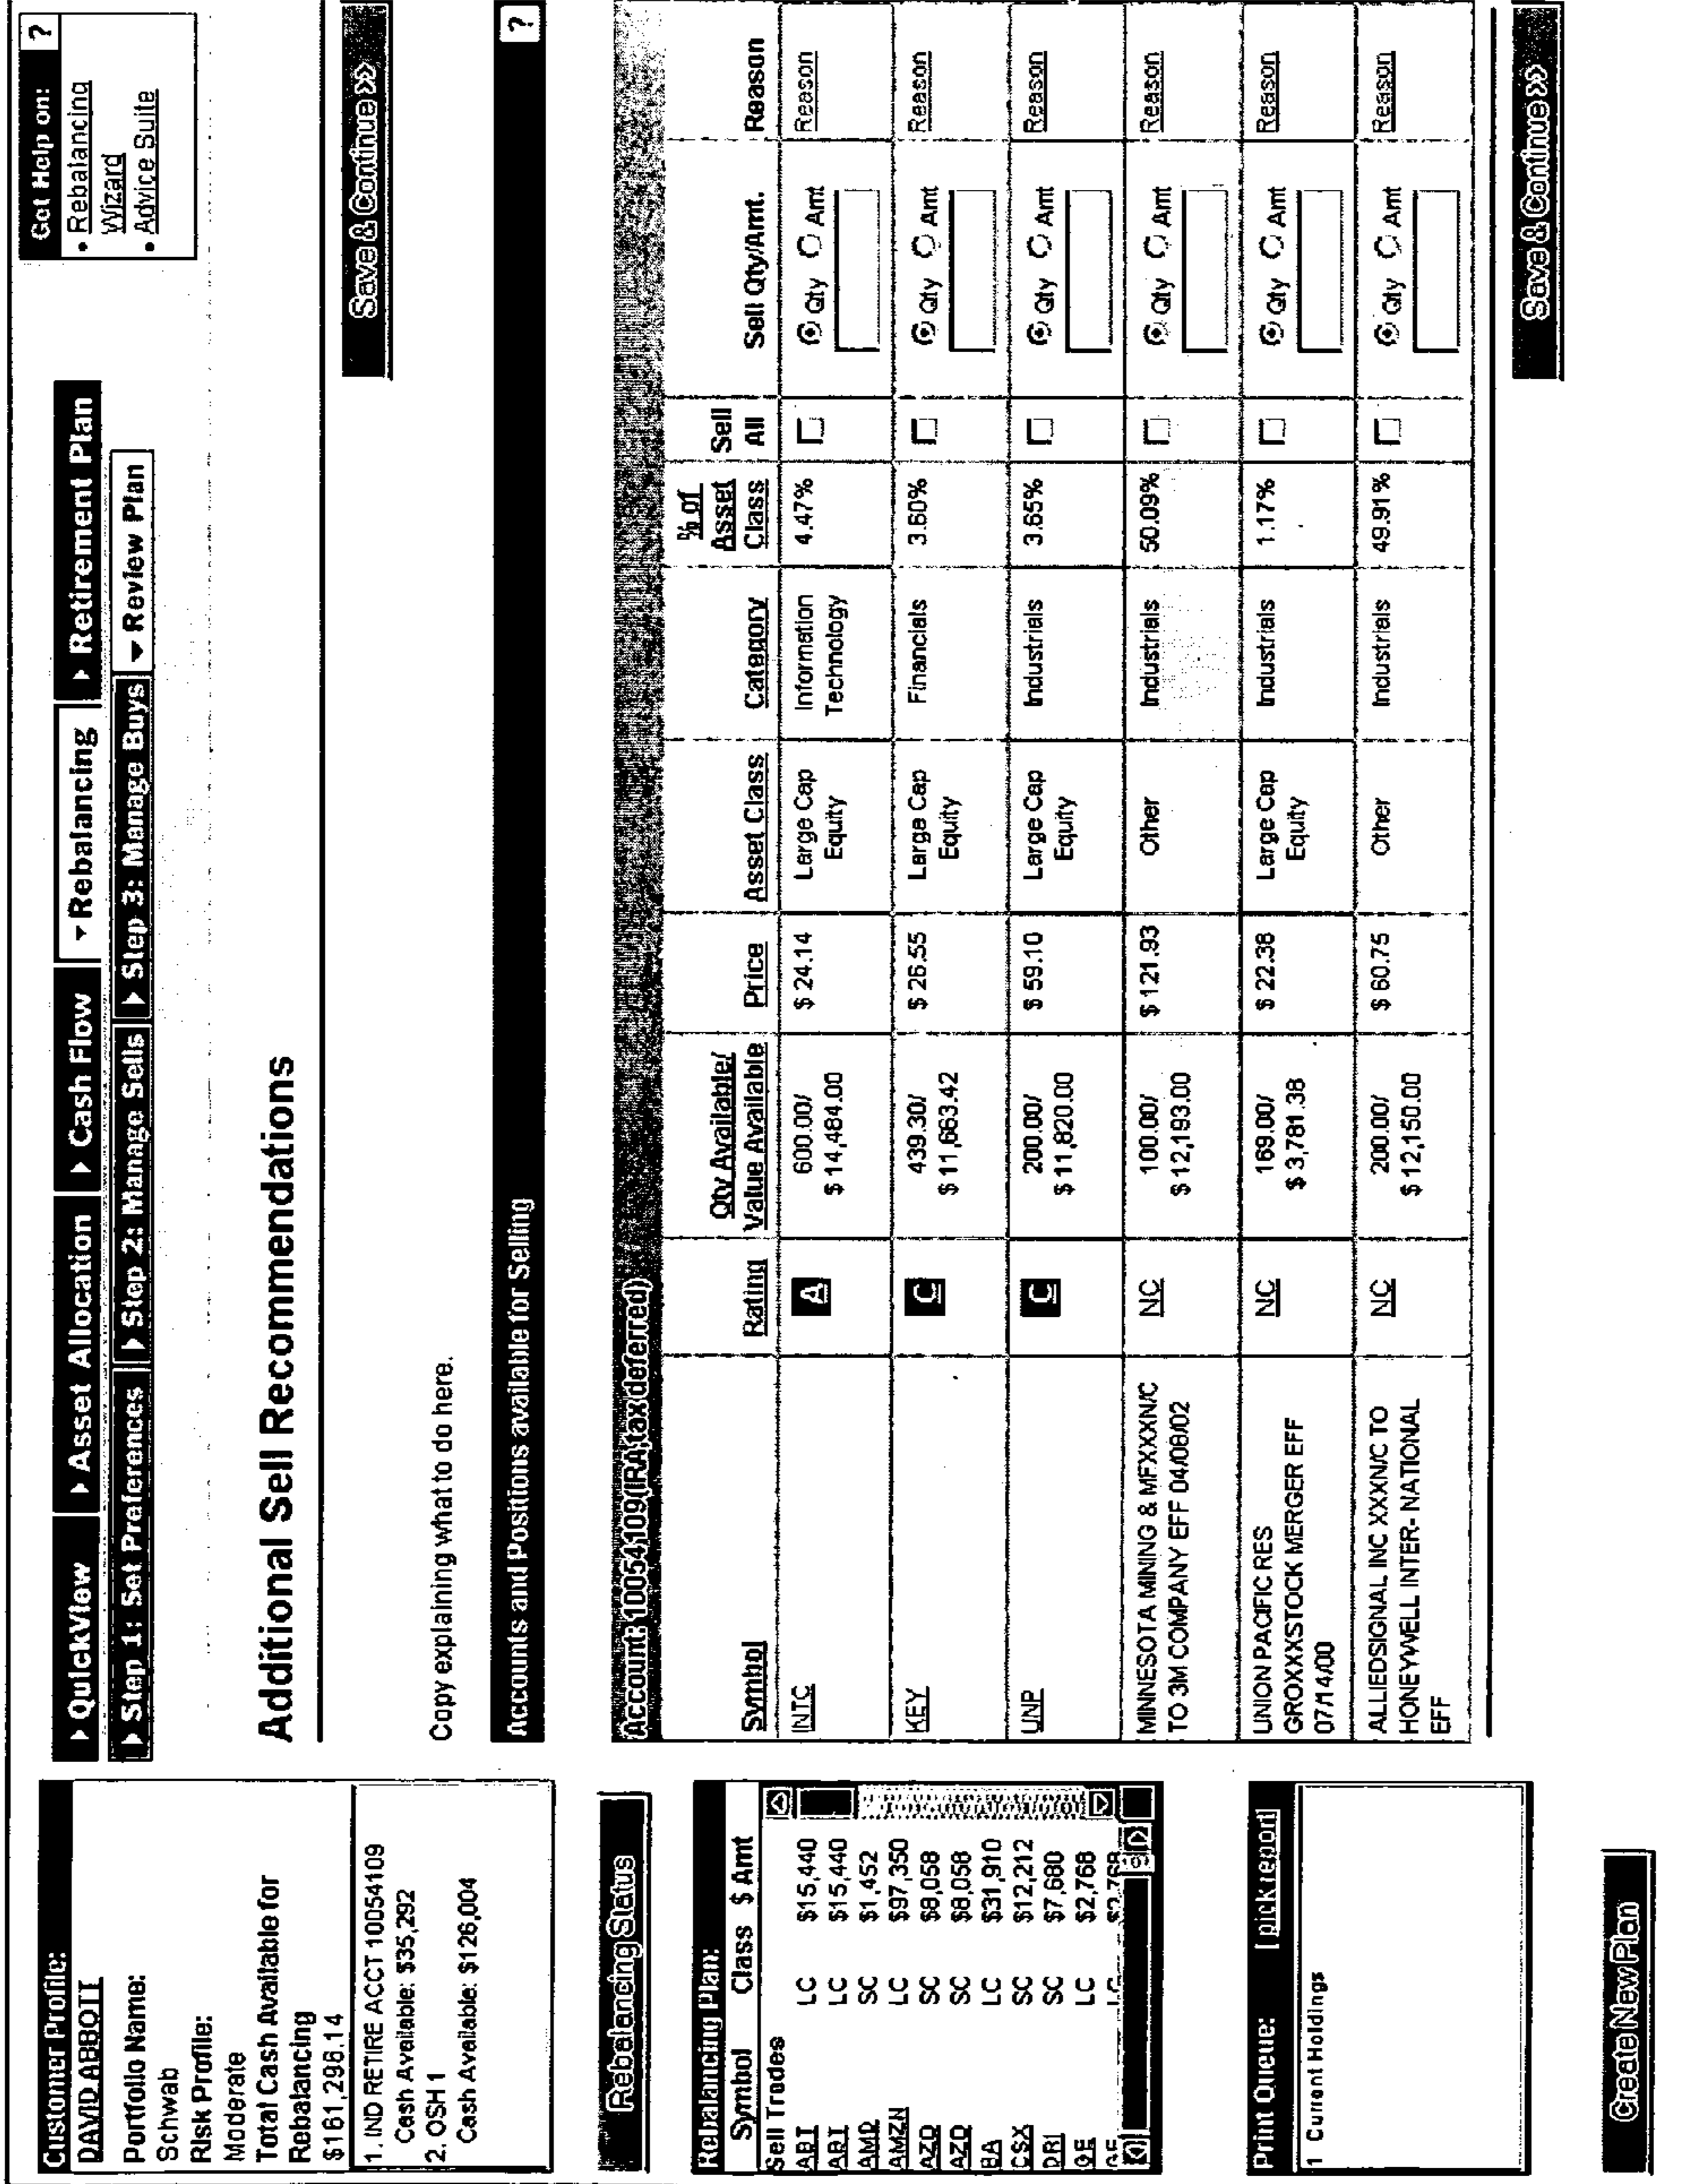 Customer Profile:
DAVID ABBOTT
Portfolio Name:
Schwab
Risk Profile:
Moderate
Total Cash Available for
Rebalancing
$161,296.14
1. IND RETIRE ACCT 10054109
Cash Available: $35,292
2. OSH1
Cash Available: $126,004
Rebalancing Status
Rebalancing Plan:
Symbol Class $ Amt
Sell Trades
ABT LC $15,440
ABT LC $15,440
AMD SC $1,452
AMZN LC $97,350
AZO SC $8,058
AZO SC $8,058
BA LC $31,910
CSX SC $12,212
DRI SC $7,680
GE LC $2,768
Print Queue: [ pick report ]
1 Current Holdings
Create New Plan
QuickView Asset Allocation Cash Flow Rebalancing Retirement Plan
Step 1: Set Preferences Step 2: Manage Sells Step 3: Manage Buys Review Plan
Get Help on: ?
• Rebalancing
Wizard
• Advice Suite
Additional Sell Recommendations
Save & Continue >>
Copy explaining what to do here.
Accounts and Positions available for Selling ?
Account: 10054109 (IRA, tax deferred)
Symbol Rating Qty Available/ Value Available Price Asset Class Category % of Asset Class Sell All Sell Qty/Amt. Reason
INTC A 600.00/ $ 14,484.00 $ 24.14 Large Cap Equity Information Technology 4.47% Qty Amt Reason
KEY C 439.30/ $ 11,663.42 $ 26.55 Large Cap Equity Financials 3.60% Qty Amt Reason
UNP C 200.00/ $ 11,820.00 $ 59.10 Large Cap Equity Industrials 3.65% Qty Amt Reason
MINNESOTA MINING & MFXXXN/C TO 3M COMPANY EFF 04/08/02 NC 100.00/ $ 12,193.00 $ 121.93 Other Industrials 50.09% Qty Amt Reason
UNION PACIFIC RES GROXXXSTOCK MERGER EFF 07/14/00 NC 169.00/ $ 3,781.38 $ 22.38 Large Cap Equity Industrials 1.17% Qty Amt Reason
ALLIEDSIGNAL INC XXXN/C TO HONEYWELL INTER- NATIONAL EFF NC 200.00/ $ 12,150.00 $ 60.75 Other Industrials 49.91% Qty Amt Reason
Save & Continue >>